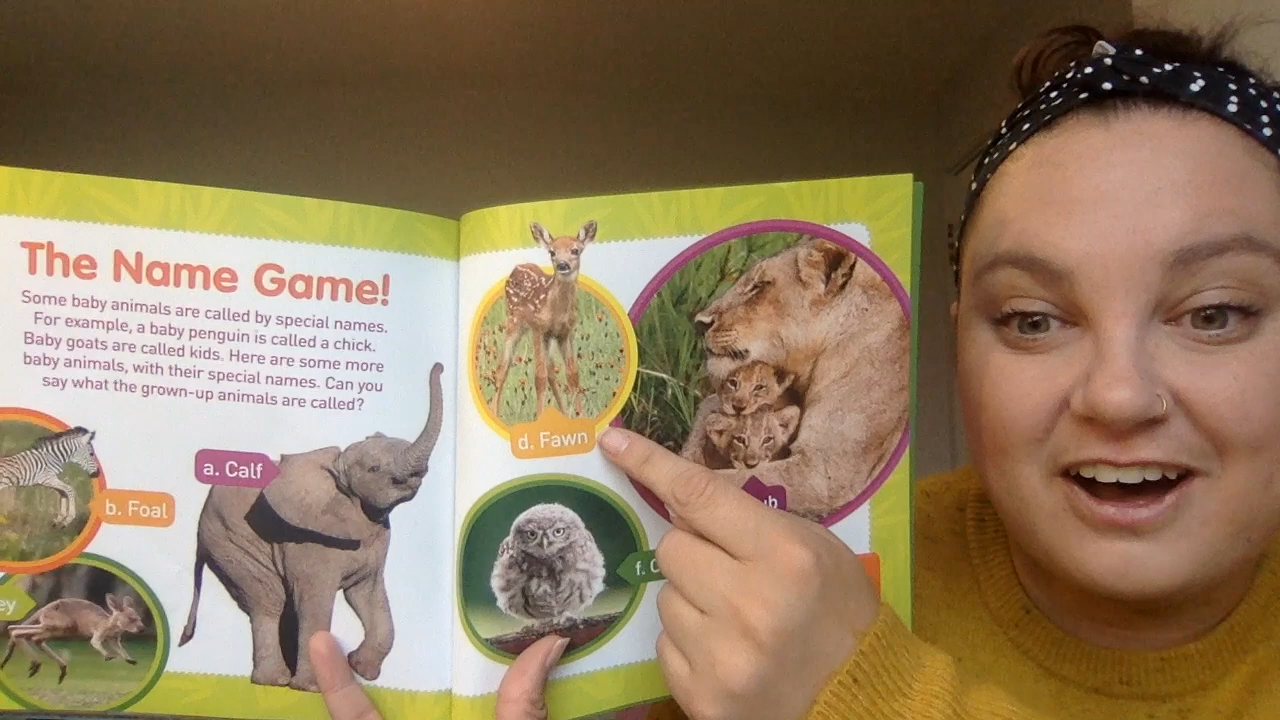 The Name Game!
Some baby animals are called by special names.
For example, a baby penguin is called a chick.
Baby goats are called kids. Here are some more
baby animals, with their special names. Can you
say what the grown-up animals are called?
a. Calf
b. Foal
d. Fawn
f.